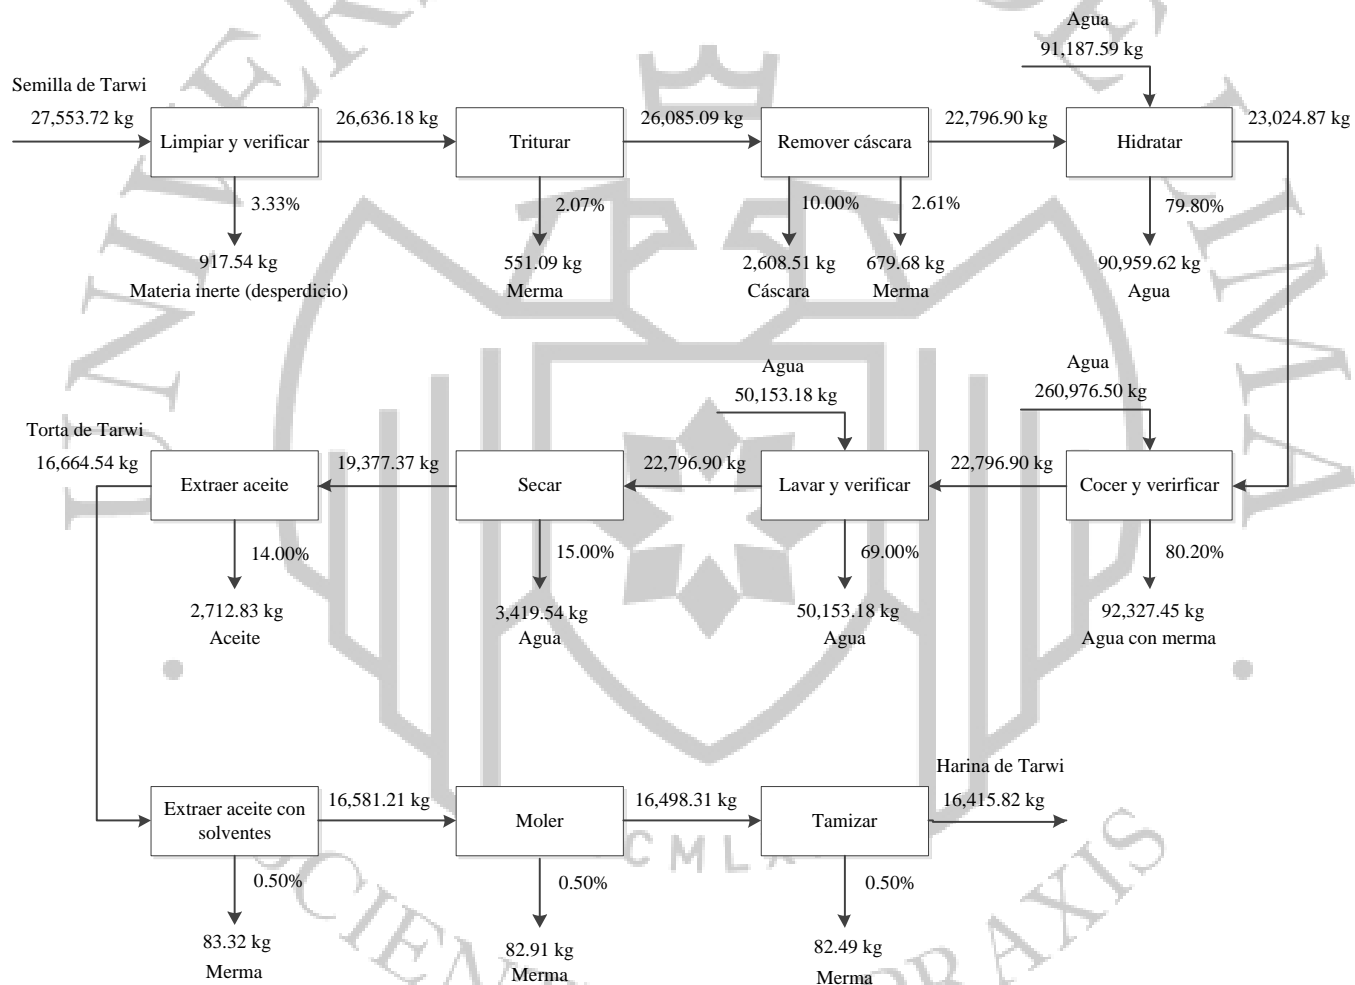 Agua
91,187.59 kg
Semilla de Tarwi
27,553.72 kg
Limpiar y verificar
26,636.18 kg
Triturar
26,085.09 kg
Remover cáscara
22,796.90 kg
Hidratar
23,024.87 kg
3.33%
2.07%
10.00%
2.61%
79.80%
917.54 kg
Materia inerte (desperdicio)
551.09 kg
Merma
2,608.51 kg
Cáscara
679.68 kg
Merma
90,959.62 kg
Agua
Agua
50,153.18 kg
Agua
260,976.50 kg
Torta de Tarwi
16,664.54 kg
Extraer aceite
19,377.37 kg
Secar
22,796.90 kg
Lavar y verificar
22,796.90 kg
Cocer y verirficar
14.00%
15.00%
69.00%
80.20%
2,712.83 kg
Aceite
3,419.54 kg
Agua
50,153.18 kg
Agua
92,327.45 kg
Agua con merma
Extraer aceite con
solventes
16,581.21 kg
Moler
16,498.31 kg
Tamizar
Harina de Tarwi
16,415.82 kg
0.50%
0.50%
0.50%
83.32 kg
Merma
82.91 kg
Merma
82.49 kg
Merma
PRAXIS